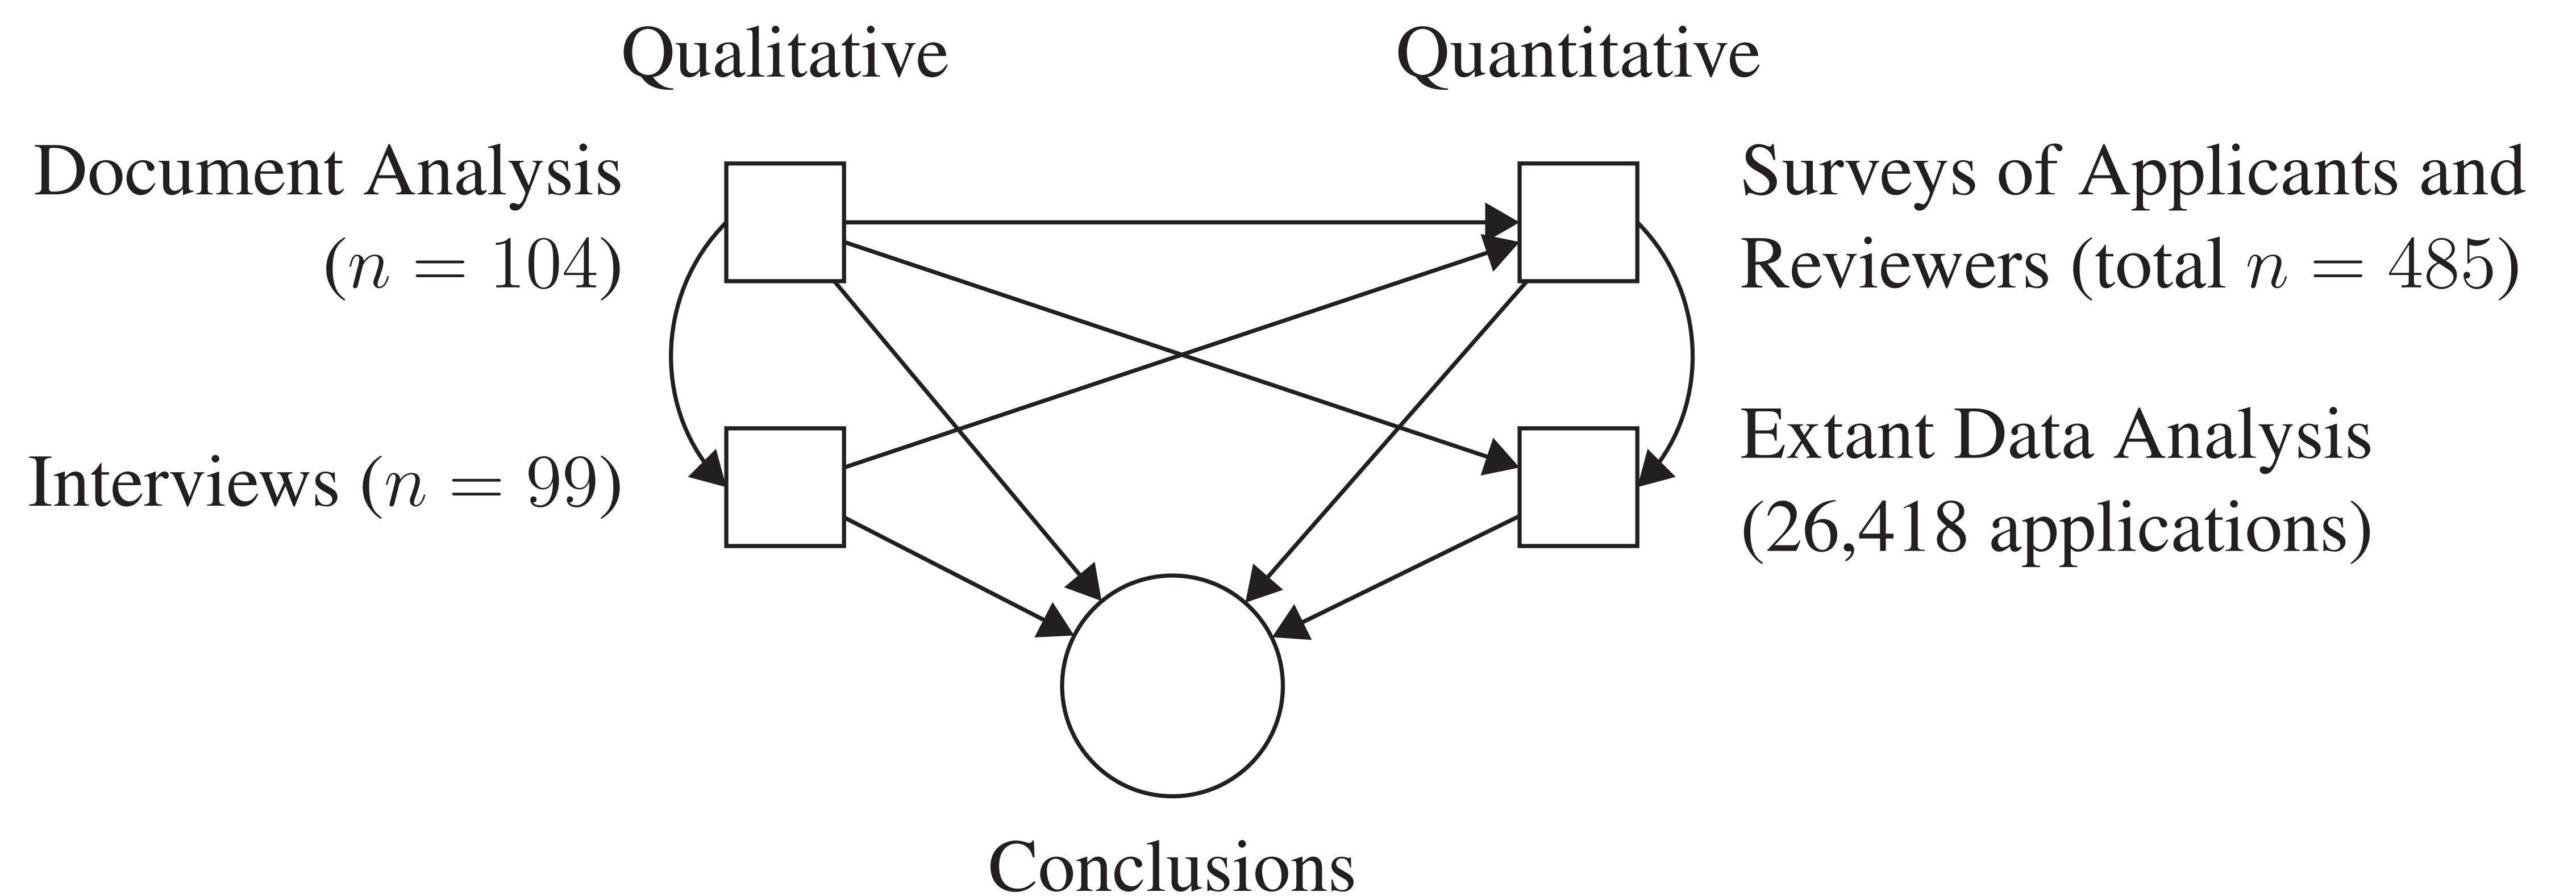 Qualitative
Quantitative
Document Analysis
(n = 104)
Surveys of Applicants and
Reviewers (total n = 485)
Interviews (n = 99)
Extant Data Analysis
(26,418 applications)
Conclusions